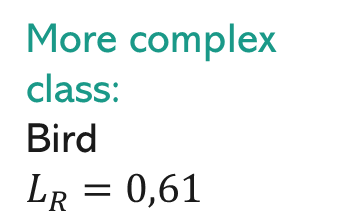 More complex
class:
Bird
L_R = 0,61